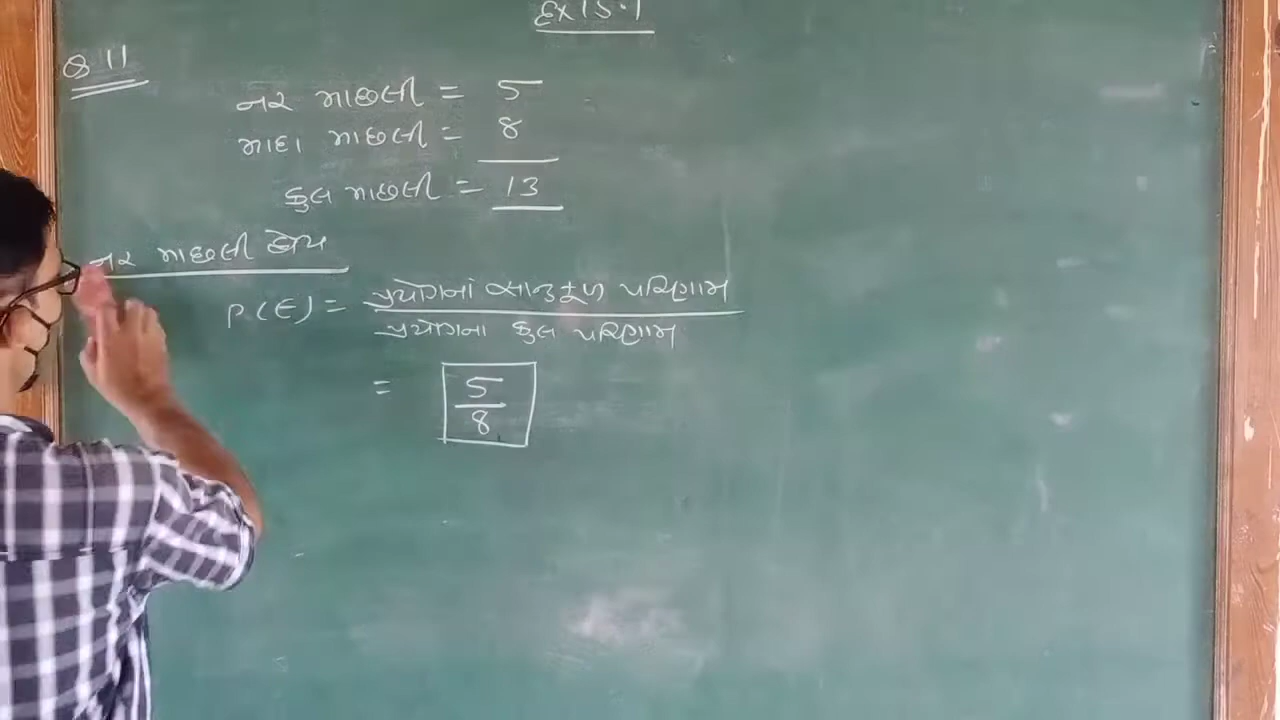 Ex 15.1
Q 11
નર માછલી = 5
માદા માછલી = 8
કુલ માછલી = 13
નર માછલી હોય
P(E) = પ્રયોગનાં સાનુકૂળ પરિણામ
પ્રયોગના કુલ પરિણામ
= 5
8